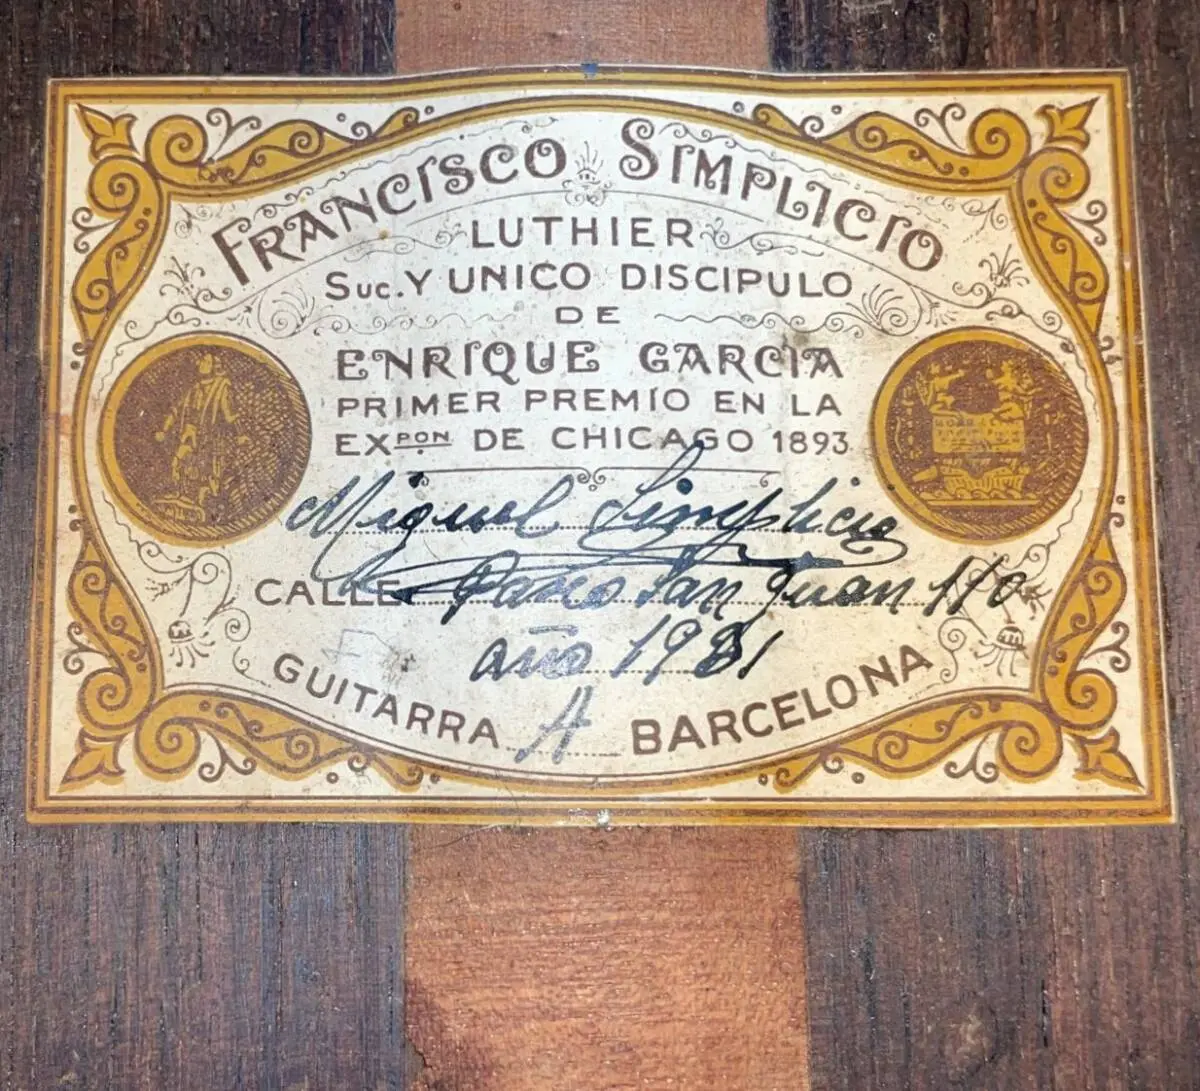 FRANCISCO SIMPLICIO
LUTHIER
Suc. Y UNICO DISCIPULO
DE
ENRIQUE GARCIA
PRIMER PREMIO EN LA
EXPON DE CHICAGO 1893
Miguel Simplicio
CALLE Paseo San Juan 110
año 1931
GUITARRA A BARCELONA